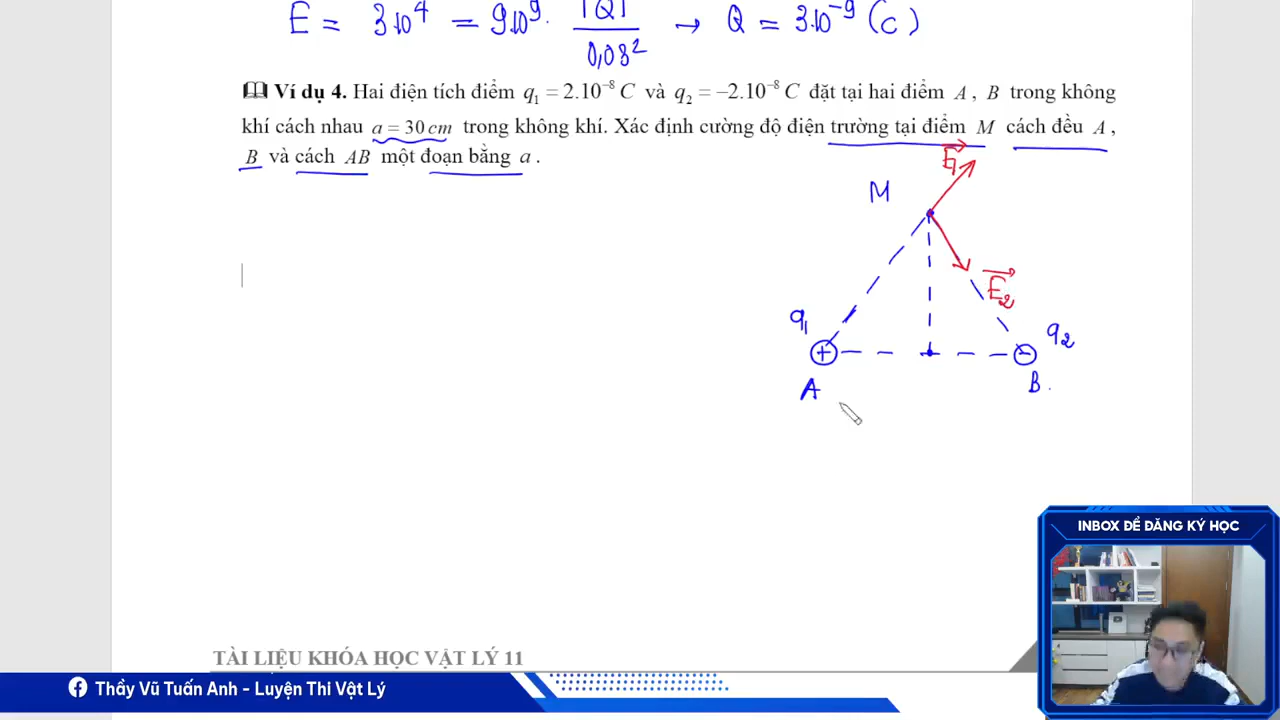 E = 3.10⁴ = 9.10⁹. |Q| / 0,03² → Q = 3.10⁻⁹ (C)
Ví dụ 4. Hai điện tích điểm q₁ = 2.10⁻⁸ C và q₂ = –2.10⁻⁸ C đặt tại hai điểm A , B trong không
khí cách nhau a = 30 cm trong không khí. Xác định cường độ điện trường tại điểm M cách đều A ,
B và cách AB một đoạn bằng a .
E₁
M
E₂
q₁
q₂
+
−
A
B.
INBOX ĐỂ ĐĂNG KÝ HỌC
TÀI LIỆU KHÓA HỌC VẬT LÝ 11
Thầy Vũ Tuấn Anh - Luyện Thi Vật Lý